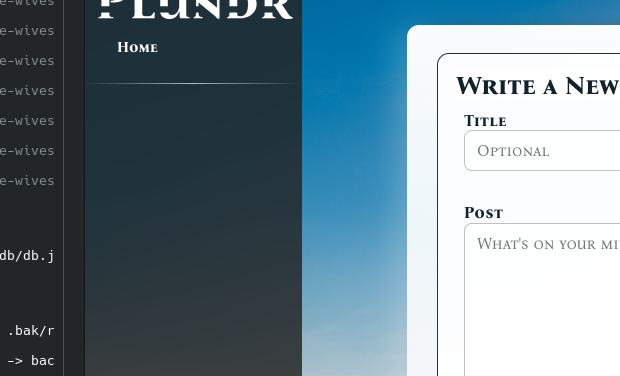 e-wives
e-wives
e-wives
e-wives
e-wives
e-wives
e-wives
db/db.j
.bak/r
-> bac
PLUNDR
Home
Write a New
Title
Optional
Post
What's on your mi